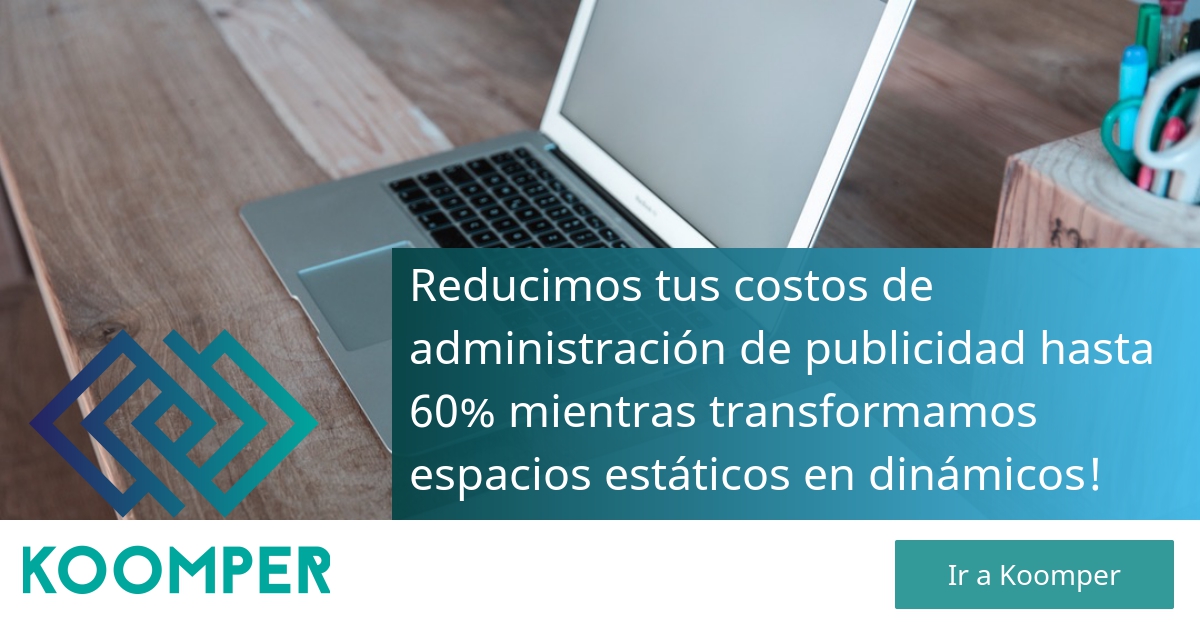 Reducimos tus costos de
administración de publicidad hasta
60% mientras transformamos
espacios estáticos en dinámicos!
KOOMPER
Ir a Koomper